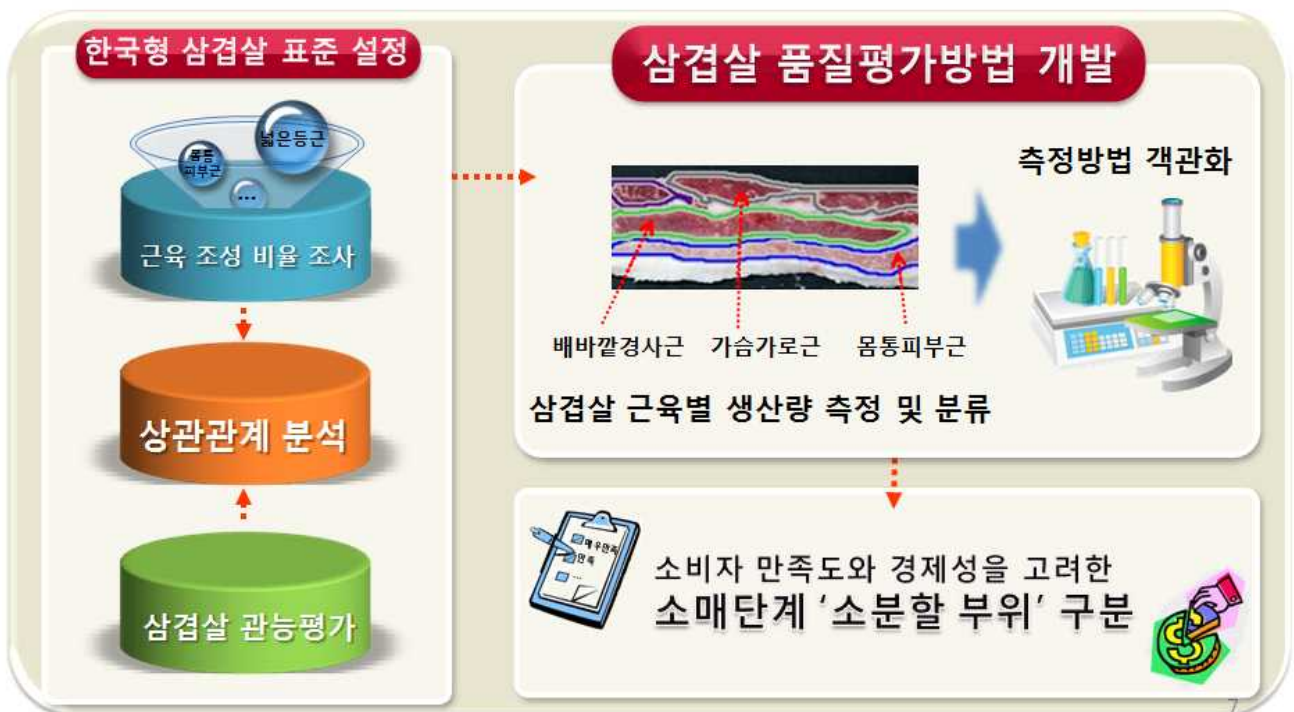 한국형 삼겹살 표준 설정
넓은등근
몸통
피부근
...
근육 조성 비율 조사
상관관계 분석
삼겹살 관능평가
삼겹살 품질평가방법 개발
측정방법 객관화
배바깥경사근 가슴가로근 몸통피부근
삼겹살 근육별 생산량 측정 및 분류
매우만족
만족
...
소비자 만족도와 경제성을 고려한
소매단계 ‘소분할 부위’ 구분
7